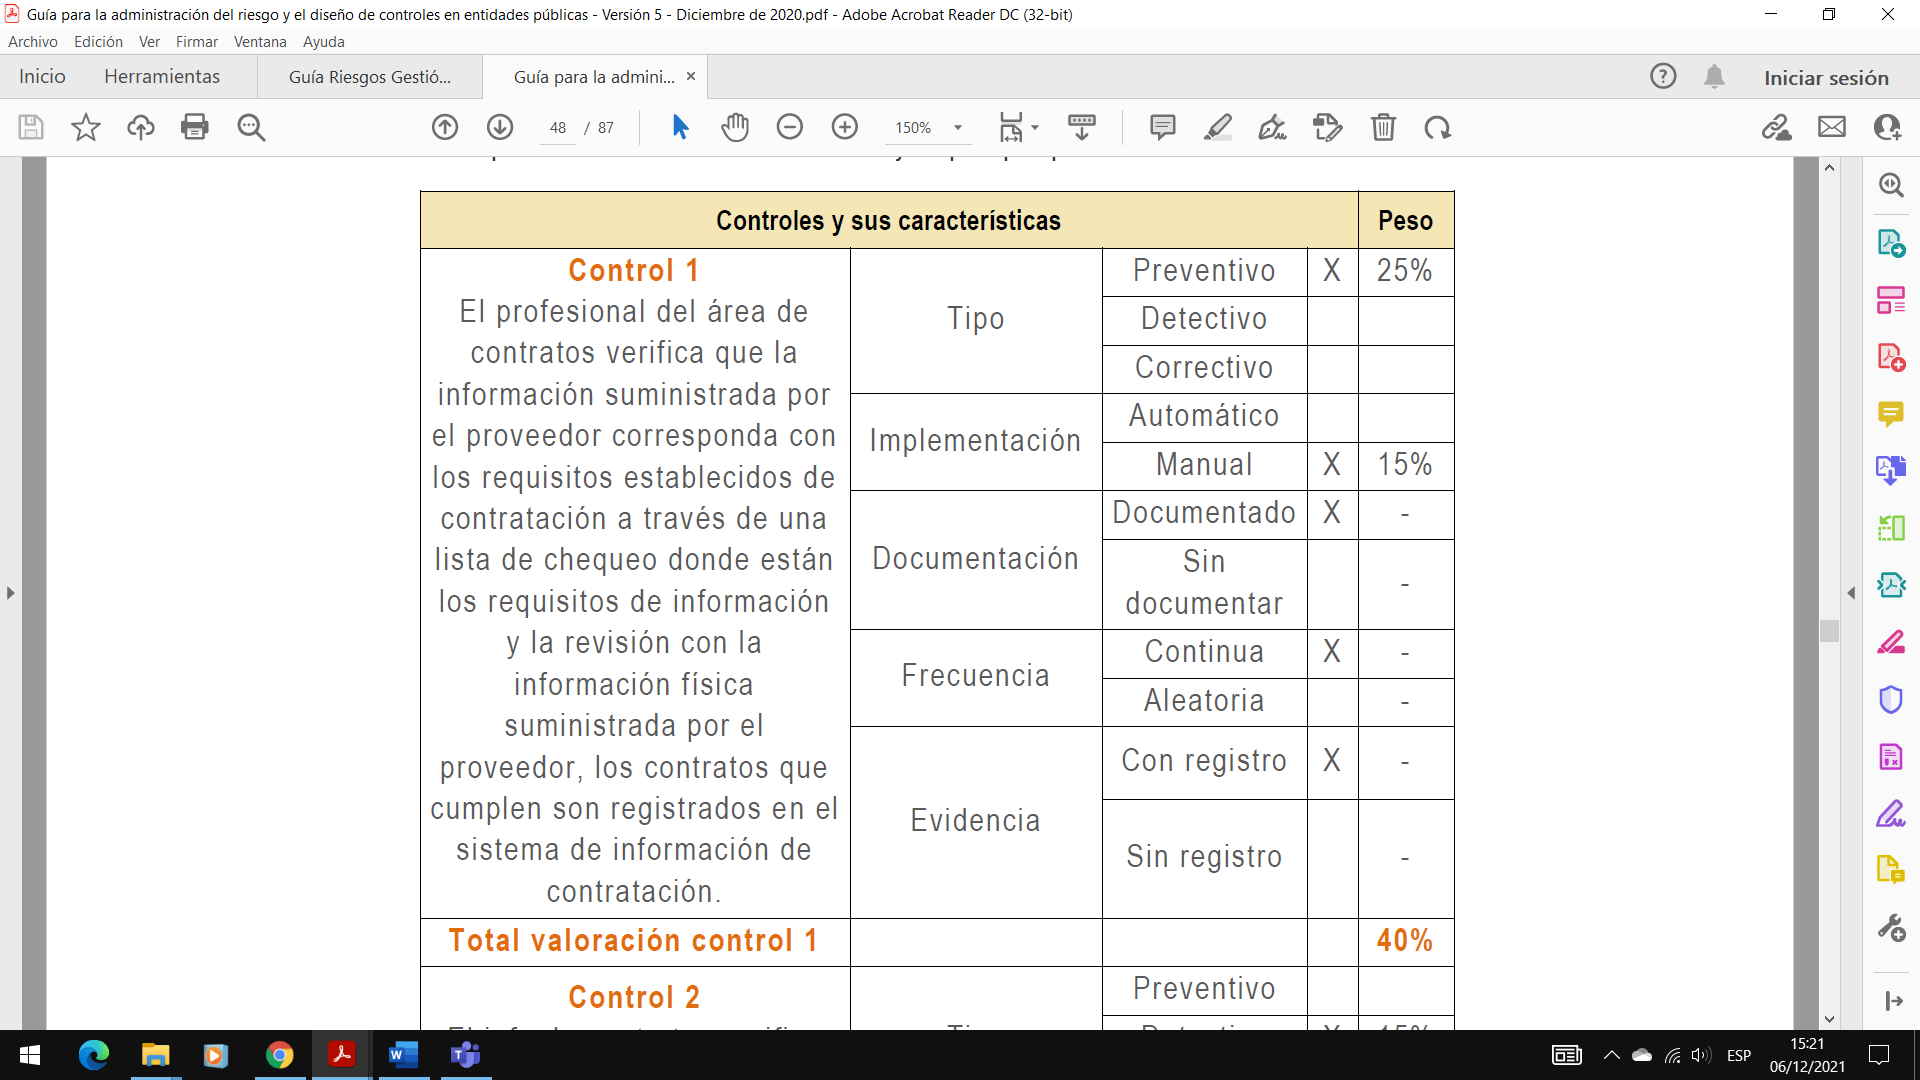 Guía para la administración del riesgo y el diseño de controles en entidades públicas - Versión 5 - Diciembre de 2020.pdf - Adobe Acrobat Reader DC (32-bit)
Archivo Edición Ver Firmar Ventana Ayuda
Inicio Herramientas Guía Riesgos Gestió... Guía para la admini... × Iniciar sesión
48 / 87 150%
Controles y sus características Peso
Control 1
El profesional del área de
contratos verifica que la
información suministrada por
el proveedor corresponda con
los requisitos establecidos de
contratación a través de una
lista de chequeo donde están
los requisitos de información
y la revisión con la
información física
suministrada por el
proveedor, los contratos que
cumplen son registrados en el
sistema de información de
contratación.
Tipo
Preventivo X 25%
Detectivo
Correctivo
Implementación
Automático
Manual X 15%
Documentación
Documentado X -
Sin
documentar -
Frecuencia
Continua X -
Aleatoria -
Evidencia
Con registro X -
Sin registro -
Total valoración control 1 40%
Control 2
Preventivo
X 15%
ESP
15:21
06/12/2021